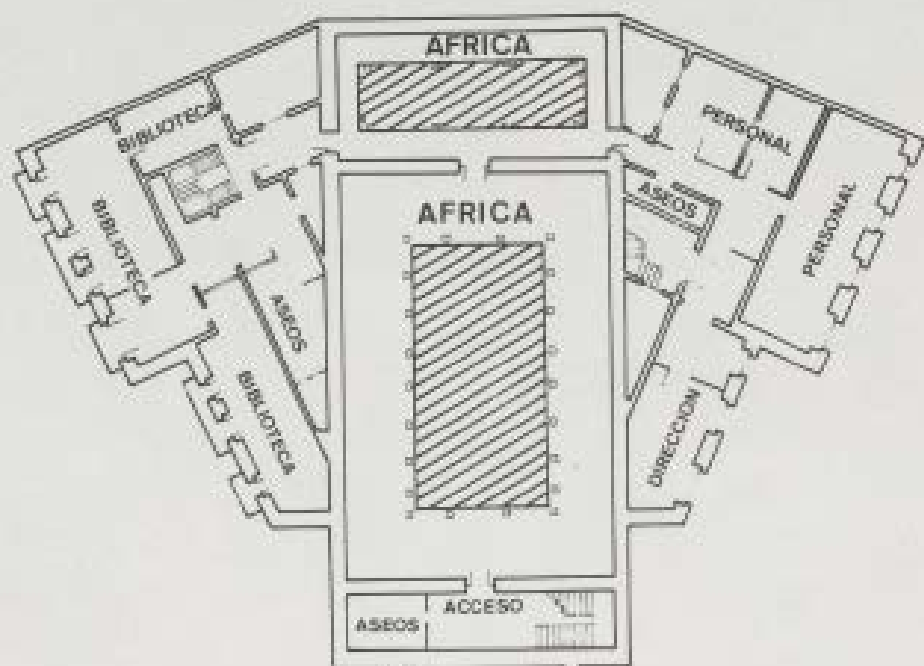 AFRICA
BIBLIOTECA
PERSONAL
ASEOS
BIBLIOTECA
AFRICA
PERSONAL
ASEOS
BIBLIOTECA
DIRECCION
ACCESO
ASEOS